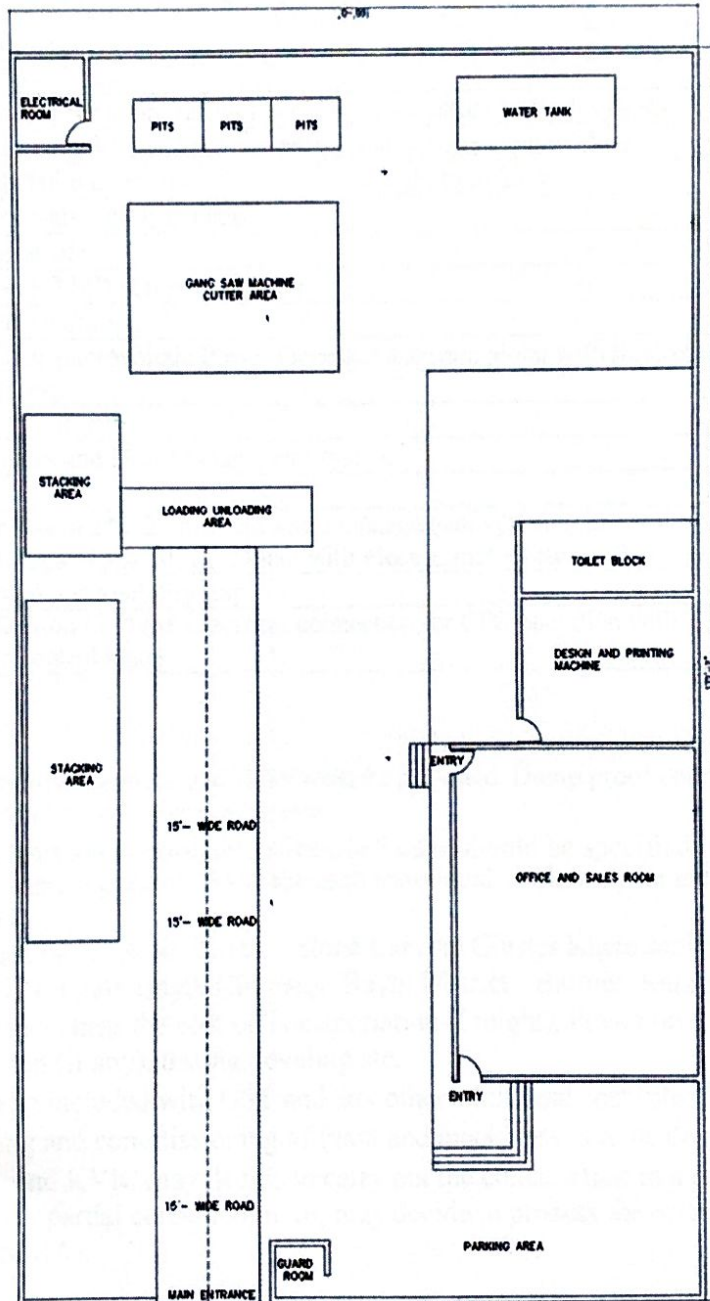 ELECTRICAL
ROOM
PITS
PITS
PITS
WATER TANK
GANG SAW MACHINE
CUTTER AREA
STACKING
AREA
LOADING UNLOADING
AREA
TOILET BLOCK
DESIGN AND PRINTING
MACHINE
STACKING
AREA
ENTRY
15'- WIDE ROAD
OFFICE AND SALES ROOM
15'- WIDE ROAD
ENTRY
15'- WIDE ROAD
PARKING AREA
GUARD
ROOM
MAIN ENTRANCE